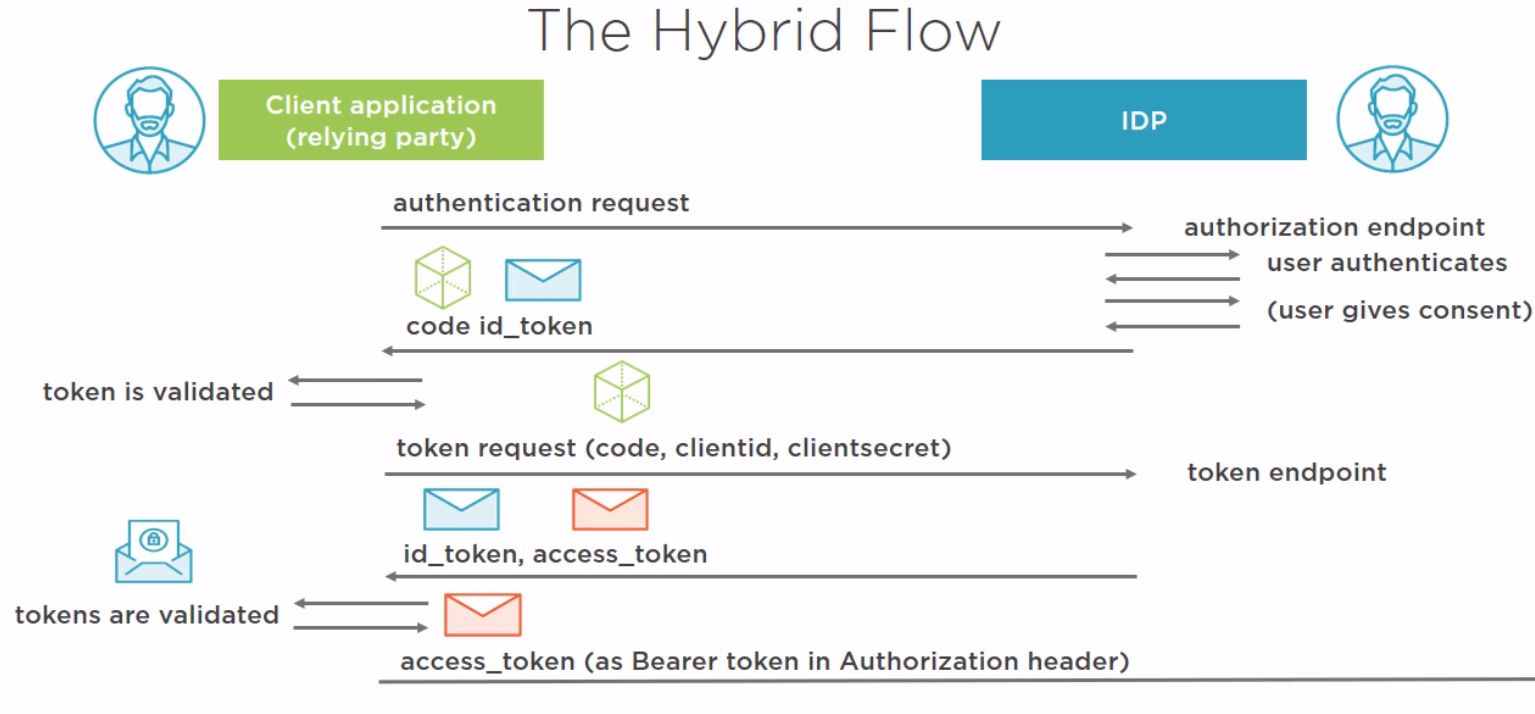 The Hybrid Flow
Client application
(relying party)
IDP
authentication request
authorization endpoint
user authenticates
(user gives consent)
code id_token
token is validated
token request (code, clientid, clientsecret)
token endpoint
id_token, access_token
tokens are validated
access_token (as Bearer token in Authorization header)